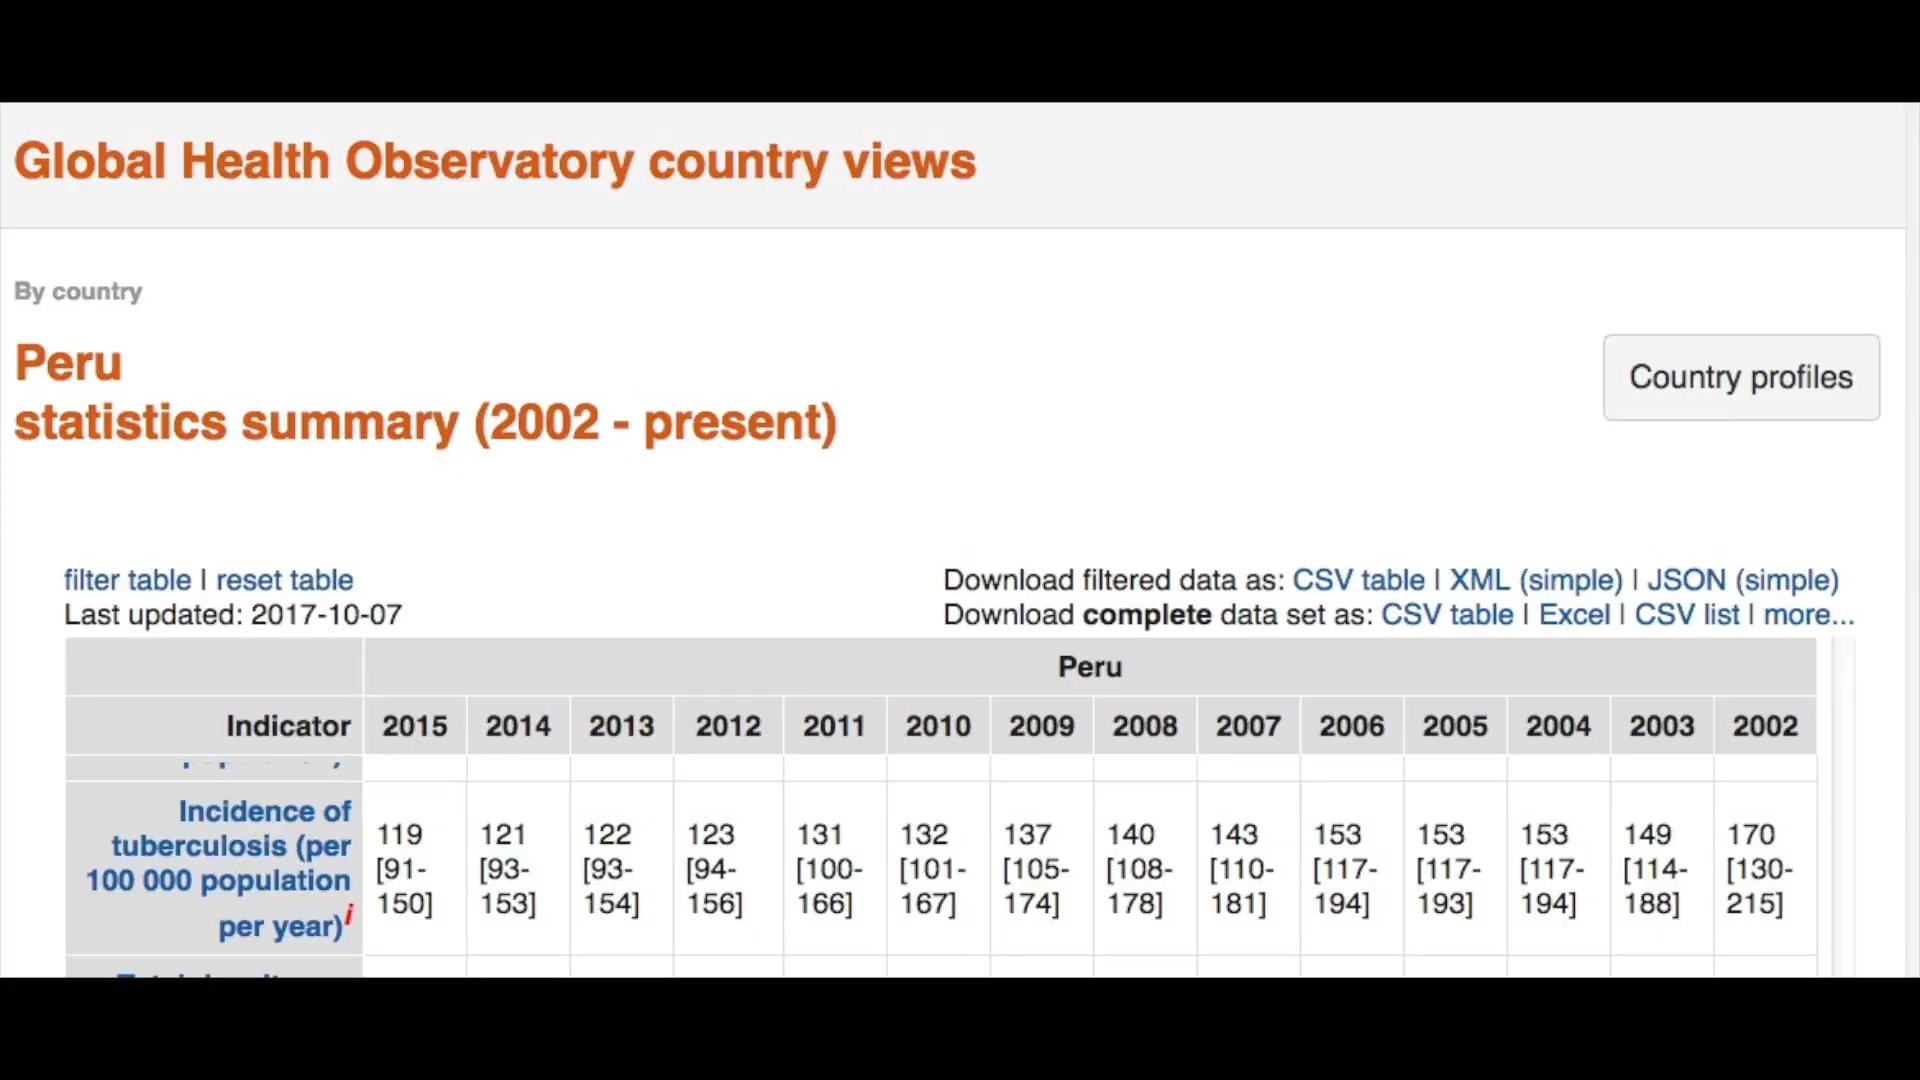 Global Health Observatory country views
By country
Peru
statistics summary (2002 - present)
Country profiles
filter table | reset table
Last updated: 2017-10-07
Download filtered data as: CSV table | XML (simple) | JSON (simple)
Download complete data set as: CSV table | Excel | CSV list | more...
Peru
Indicator 2015 2014 2013 2012 2011 2010 2009 2008 2007 2006 2005 2004 2003 2002
Incidence of
tuberculosis (per
100 000 population
per year)i
119 121 122 123 131 132 137 140 143 153 153 153 149 170
[91- [93- [93- [94- [100- [101- [105- [108- [110- [117- [117- [117- [114- [130-
150] 153] 154] 156] 166] 167] 174] 178] 181] 194] 193] 194] 188] 215]